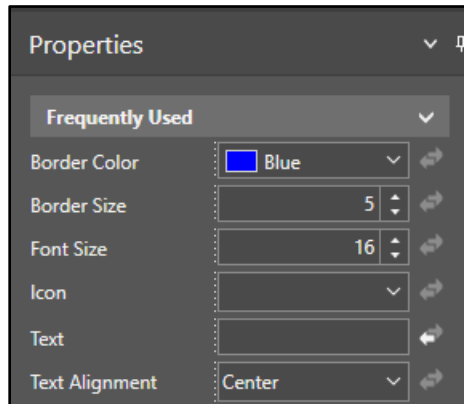 Properties
Frequently Used
Border Color Blue
Border Size 5
Font Size 16
Icon
Text
Text Alignment Center